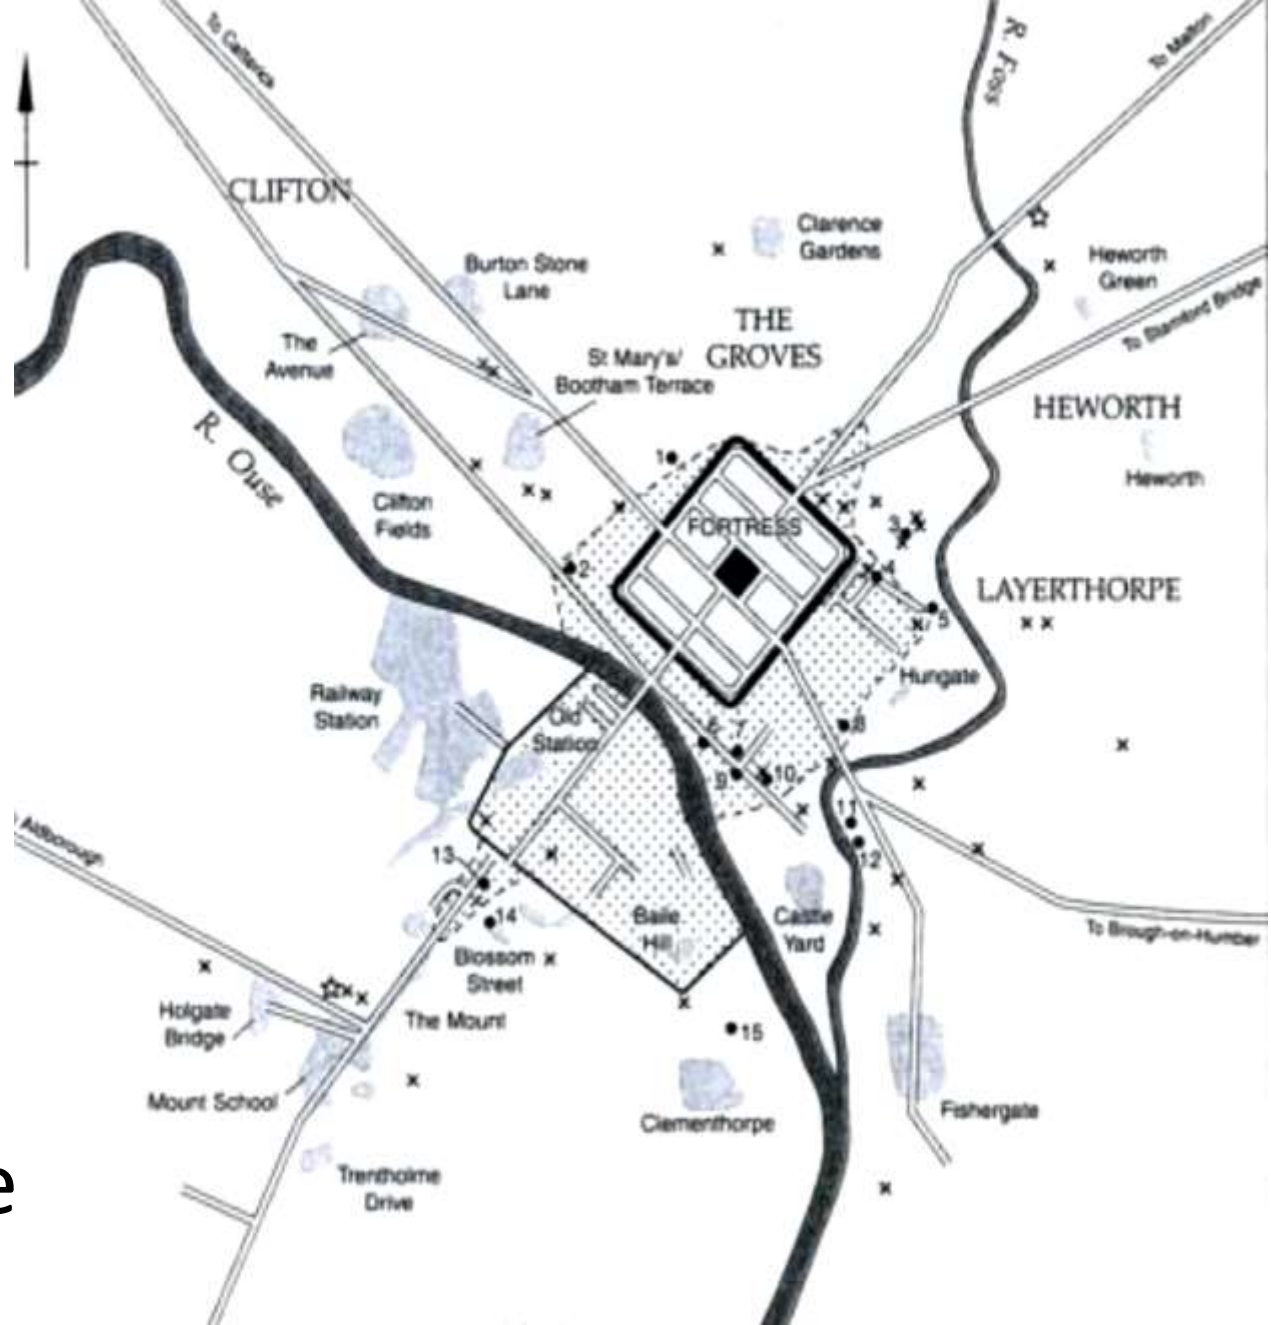 To Catterick
R. Foss
To Malton
CLIFTON
Clarence
Gardens
Heworth
Green
Burton Stone
Lane
To Stamford Bridge
THE
GROVES
The
Avenue
St Mary's/
Bootham Terrace
HEWORTH
R. Ouse
1
Heworth
Clifton
Fields
FORTRESS
3
2
4
LAYERTHORPE
5
Hungate
Railway
Station
Old
Station
6
7
8
9
10
Aldborough
11
12
13
14
Baile
Hill
Castle
Yard
To Brough-on-Humber
Blossom
Street
Holgate
Bridge
The Mount
15
Mount School
Clementhorpe
Fishergate
Trentholme
Drive
e